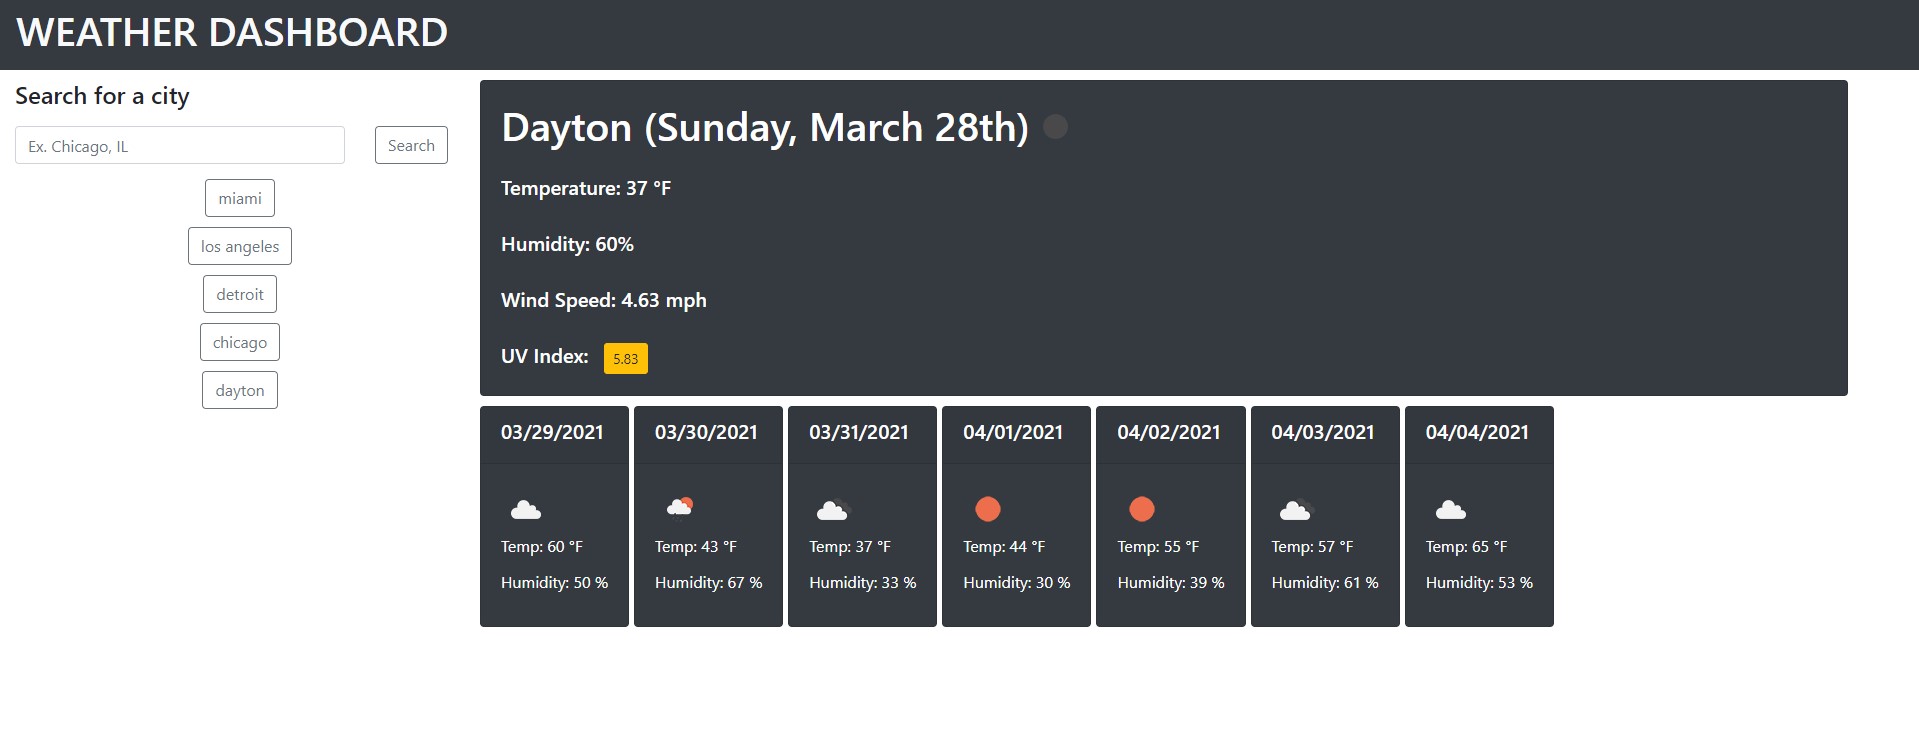 WEATHER DASHBOARD
Search for a city
Ex. Chicago, IL
Search
miami
los angeles
detroit
chicago
dayton
Dayton (Sunday, March 28th)
Temperature: 37 °F
Humidity: 60%
Wind Speed: 4.63 mph
UV Index: 5.83
03/29/2021
Temp: 60 °F
Humidity: 50 %
03/30/2021
Temp: 43 °F
Humidity: 67 %
03/31/2021
Temp: 37 °F
Humidity: 33 %
04/01/2021
Temp: 44 °F
Humidity: 30 %
04/02/2021
Temp: 55 °F
Humidity: 39 %
04/03/2021
Temp: 57 °F
Humidity: 61 %
04/04/2021
Temp: 65 °F
Humidity: 53 %